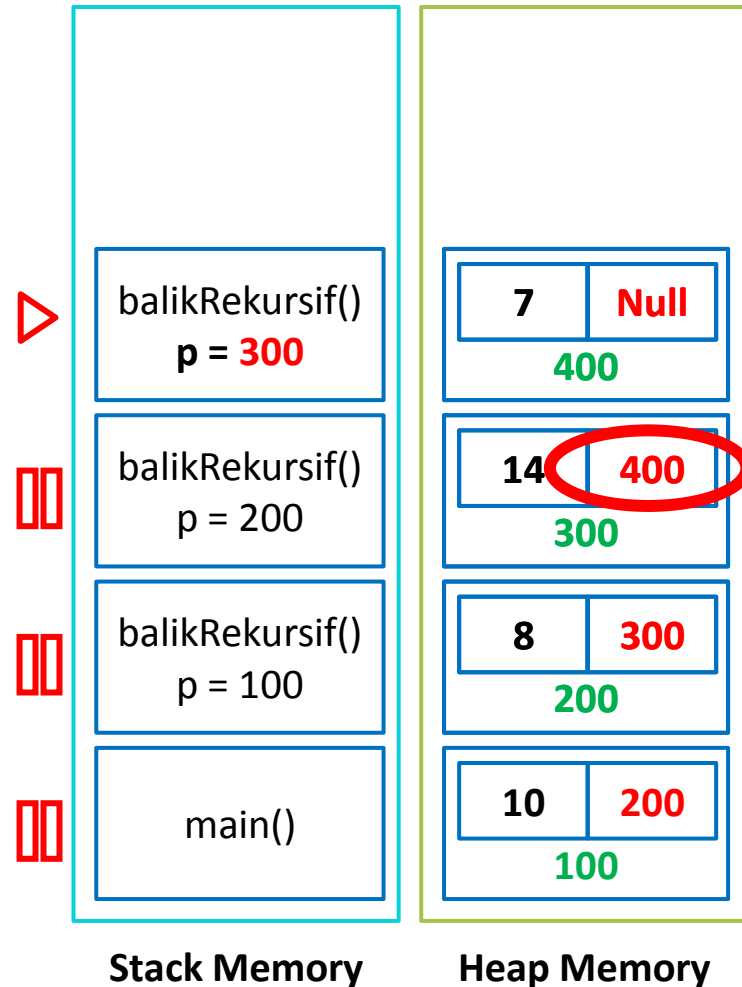 balikRekursif()
p = 300
balikRekursif()
p = 200
balikRekursif()
p = 100
main()
Stack Memory
7 Null
400
14 400
300
8 300
200
10 200
100
Heap Memory